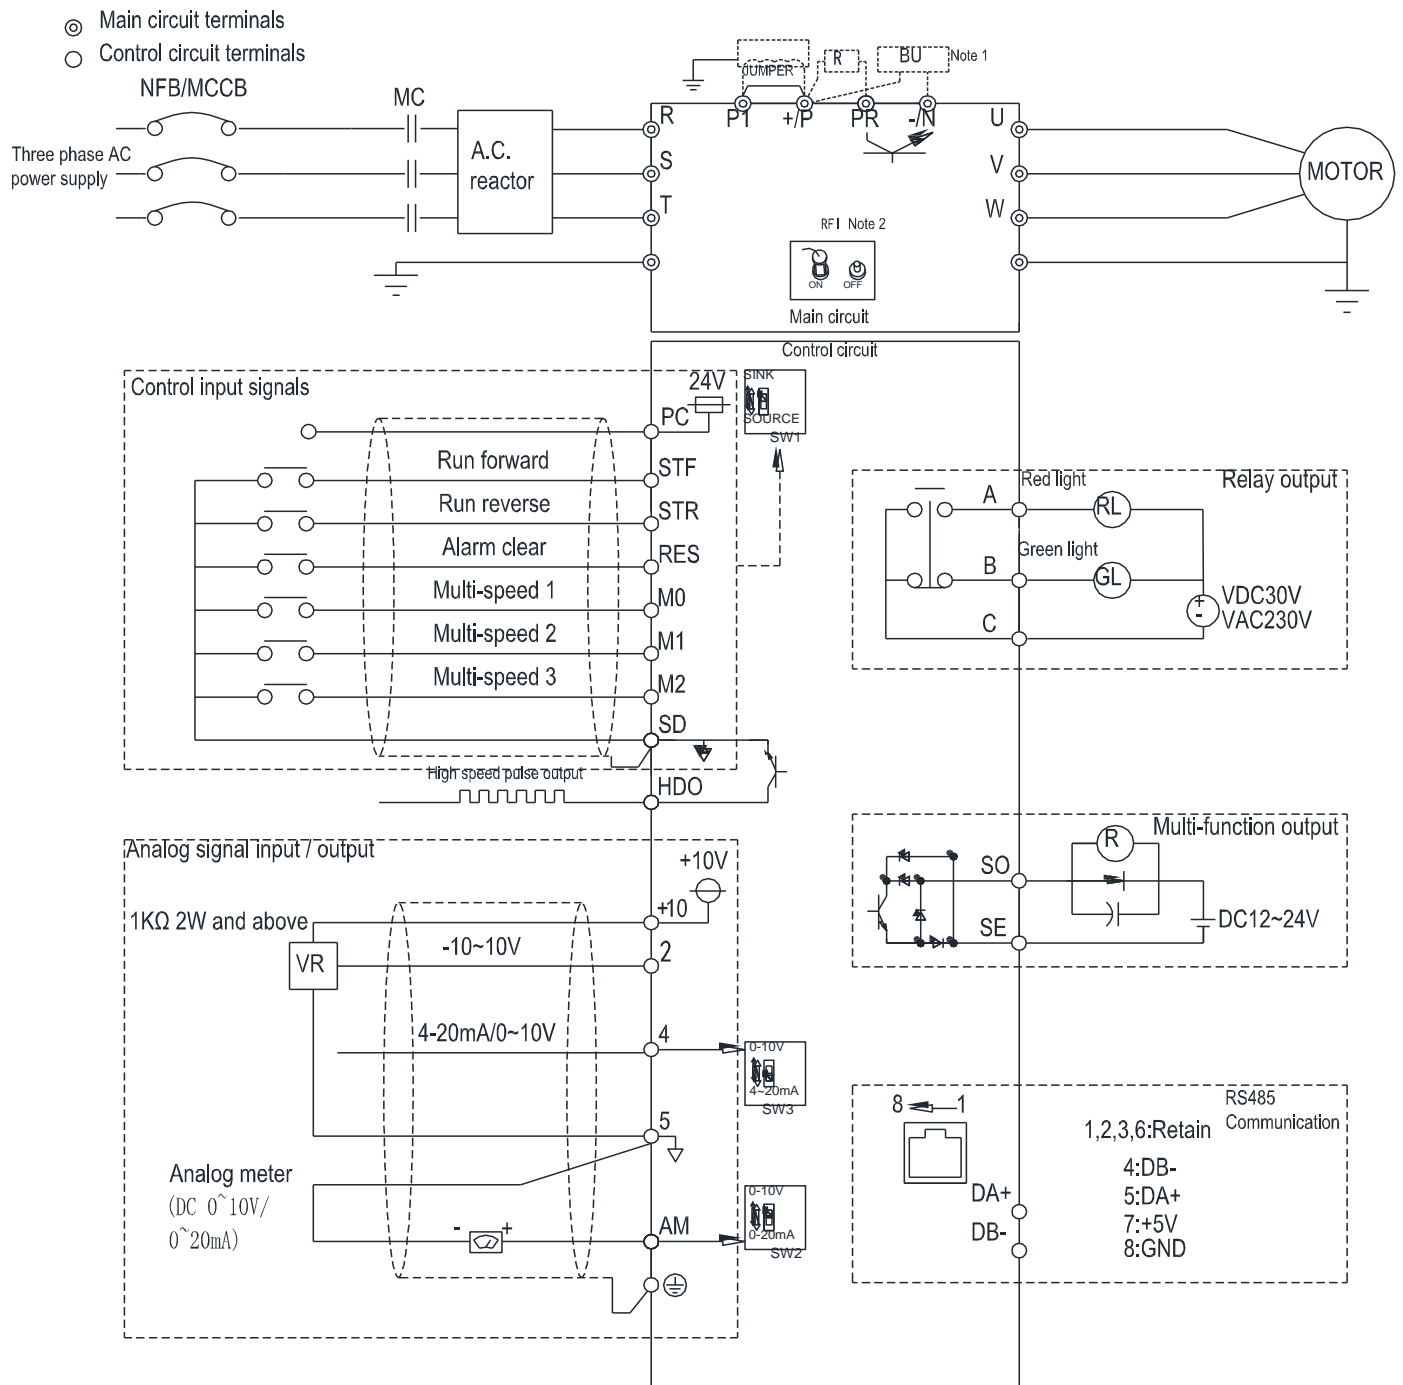 Main circuit terminals
Control circuit terminals
NFB/MCCB
MC
Three phase AC
power supply
A.C.
reactor
JUMPER
R
BU
Note 1
R
P1
+/P
PR
-/N
U
S
V
T
W
MOTOR
RFI Note 2
ON
OFF
Main circuit
Control circuit
Control input signals
24V
SINK
SOURCE
SW1
PC
Run forward
STF
Run reverse
STR
Alarm clear
RES
Multi-speed 1
M0
Multi-speed 2
M1
Multi-speed 3
M2
SD
High speed pulse output
HDO
Relay output
A
Red light
RL
Green light
B
GL
C
VDC30V
VAC230V
+
-
Analog signal input / output
+10V
1KΩ 2W and above
+10
VR
-10~10V
2
4-20mA/0~10V
4
0-10V
4~20mA
SW3
5
Analog meter
(DC 0~10V/
0~20mA)
-
+
AM
0-10V
0-20mA
SW2
Multi-function output
R
SO
SE
DC12~24V
RS485
Communication
8
1
1,2,3,6:Retain
4:DB-
5:DA+
7:+5V
8:GND
DA+
DB-